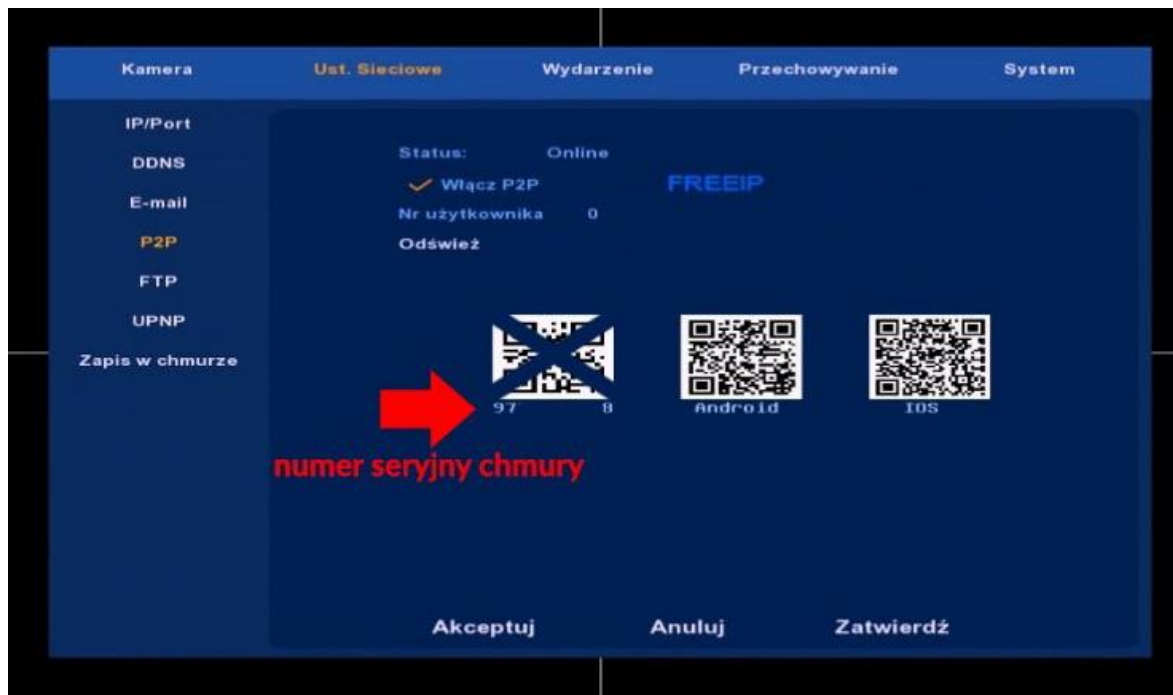 Kamera Ust. Sieciowe Wydarzenie Przechowywanie System
IP/Port
DDNS
E-mail
P2P
FTP
UPNP
Zapis w chmurze
Status: Online
Włącz P2P FREEIP
Nr użytkownika 0
Odśwież
97 8 Android IOS
numer seryjny chmury
Akceptuj Anuluj Zatwierdź